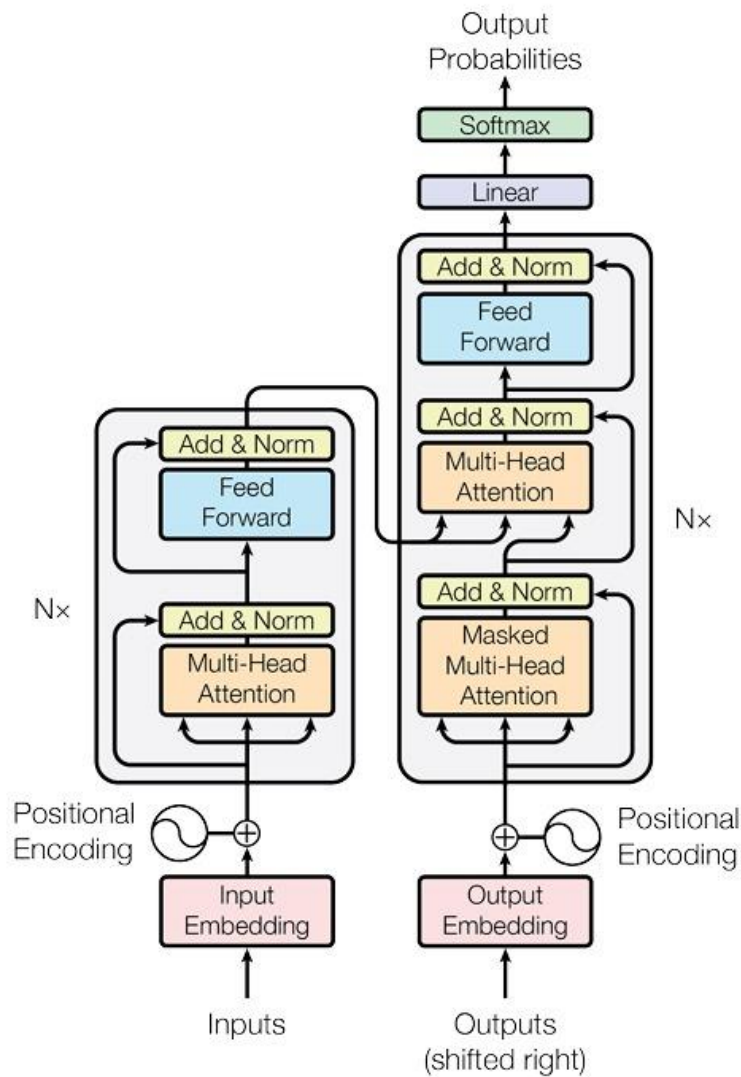 Output
Probabilities
Softmax
Linear
Add & Norm
Feed
Forward
Add & Norm
Multi-Head
Attention
Nx
Add & Norm
Masked
Multi-Head
Attention
Add & Norm
Feed
Forward
Nx
Add & Norm
Multi-Head
Attention
Positional
Encoding
Positional
Encoding
Input
Embedding
Output
Embedding
Inputs
Outputs
(shifted right)